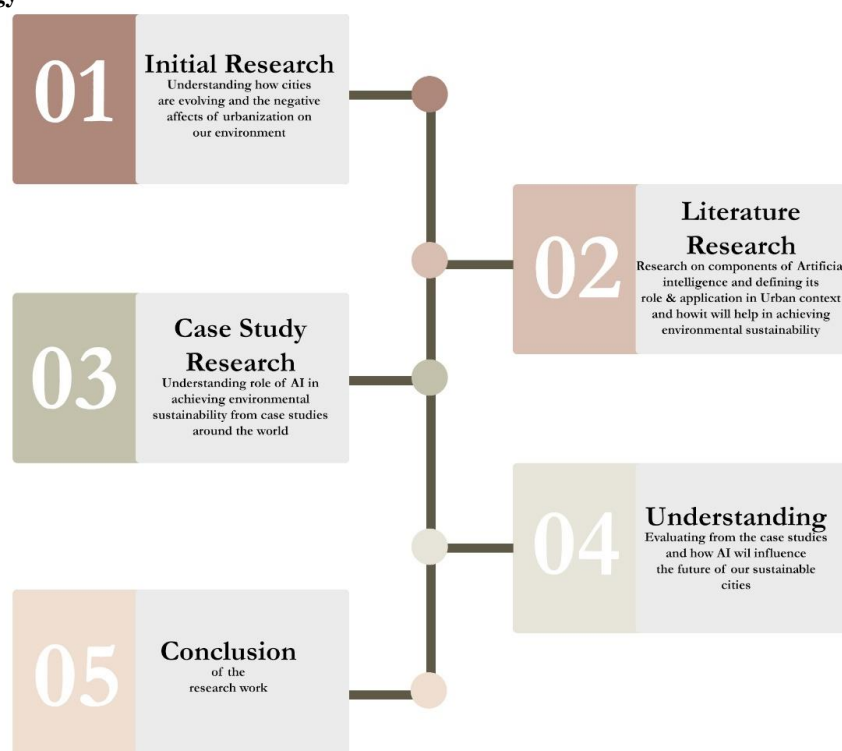 gy
01
Initial Research
Understanding how cities
are evolving and the negative
affects of urbanization on
our environment
02
Literature
Research
Research on components of Artificia
intelligence and defining its
role & application in Urban context
and howit will help in achieving
environmental sustainability
03
Case Study
Research
Understanding role of AI in
achieving environmental
sustainability from case studies
around the world
04
Understanding
Evaluating from the case studies
and how AI wil influence
the future of our sustainable
cities
05
Conclusion
of the
research work